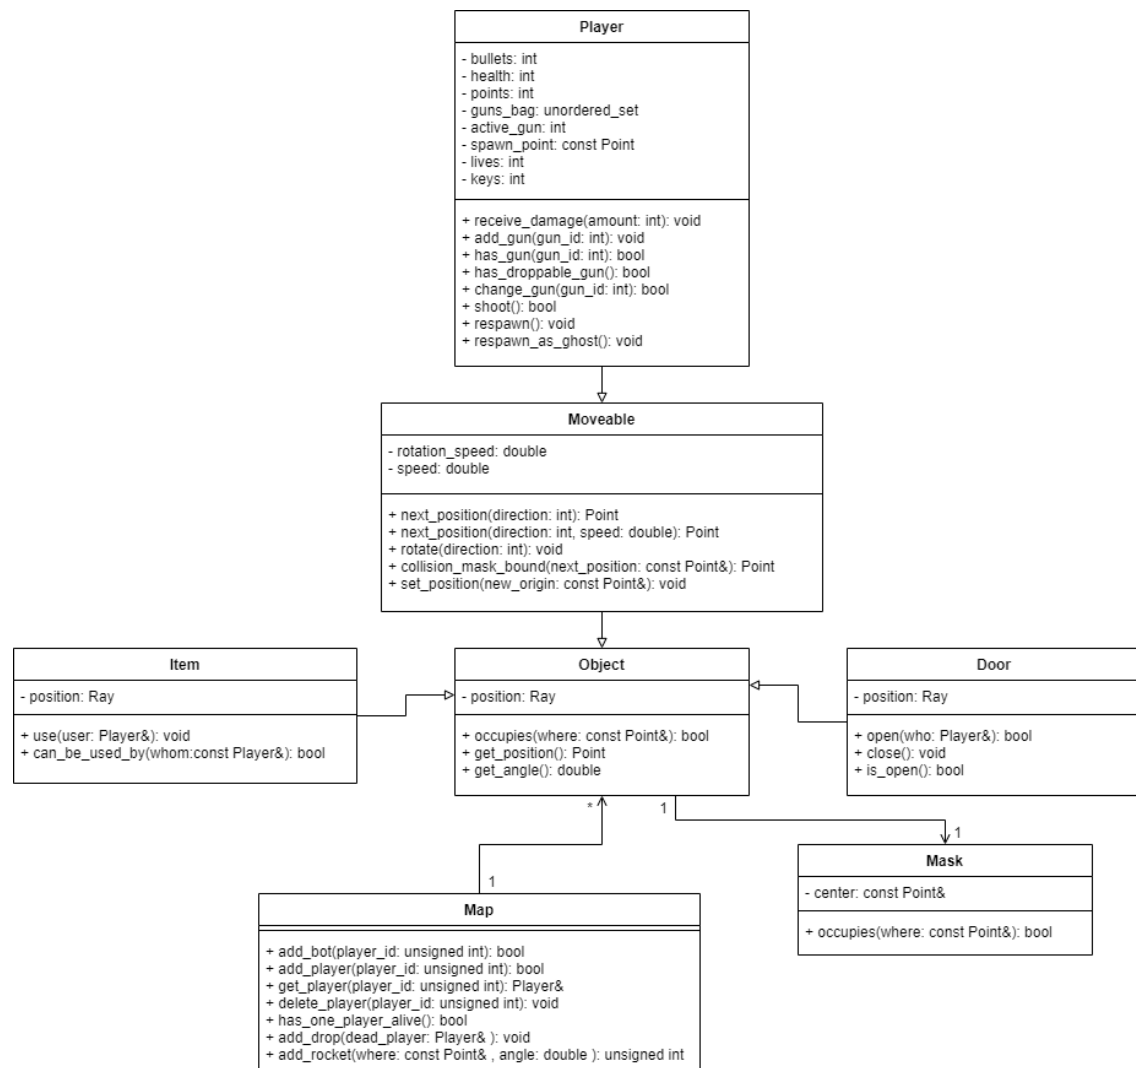 Player
- bullets: int
- health: int
- points: int
- guns_bag: unordered_set
- active_gun: int
- spawn_point: const Point
- lives: int
- keys: int
+ receive_damage(amount: int): void
+ add_gun(gun_id: int): void
+ has_gun(gun_id: int): bool
+ has_droppable_gun(): bool
+ change_gun(gun_id: int): bool
+ shoot(): bool
+ respawn(): void
+ respawn_as_ghost(): void
Moveable
- rotation_speed: double
- speed: double
+ next_position(direction: int): Point
+ next_position(direction: int, speed: double): Point
+ rotate(direction: int): void
+ collision_mask_bound(next_position: const Point&): Point
+ set_position(new_origin: const Point&): void
Item
- position: Ray
+ use(user: Player&): void
+ can_be_used_by(whom:const Player&): bool
Object
- position: Ray
+ occupies(where: const Point&): bool
+ get_position(): Point
+ get_angle(): double
Door
- position: Ray
+ open(who: Player&): bool
+ close(): void
+ is_open(): bool
*
1
1
1
Mask
- center: const Point&
+ occupies(where: const Point&): bool
Map
+ add_bot(player_id: unsigned int): bool
+ add_player(player_id: unsigned int): bool
+ get_player(player_id: unsigned int): Player&
+ delete_player(player_id: unsigned int): void
+ has_one_player_alive(): bool
+ add_drop(dead_player: Player& ): void
+ add_rocket(where: const Point& , angle: double ): unsigned int